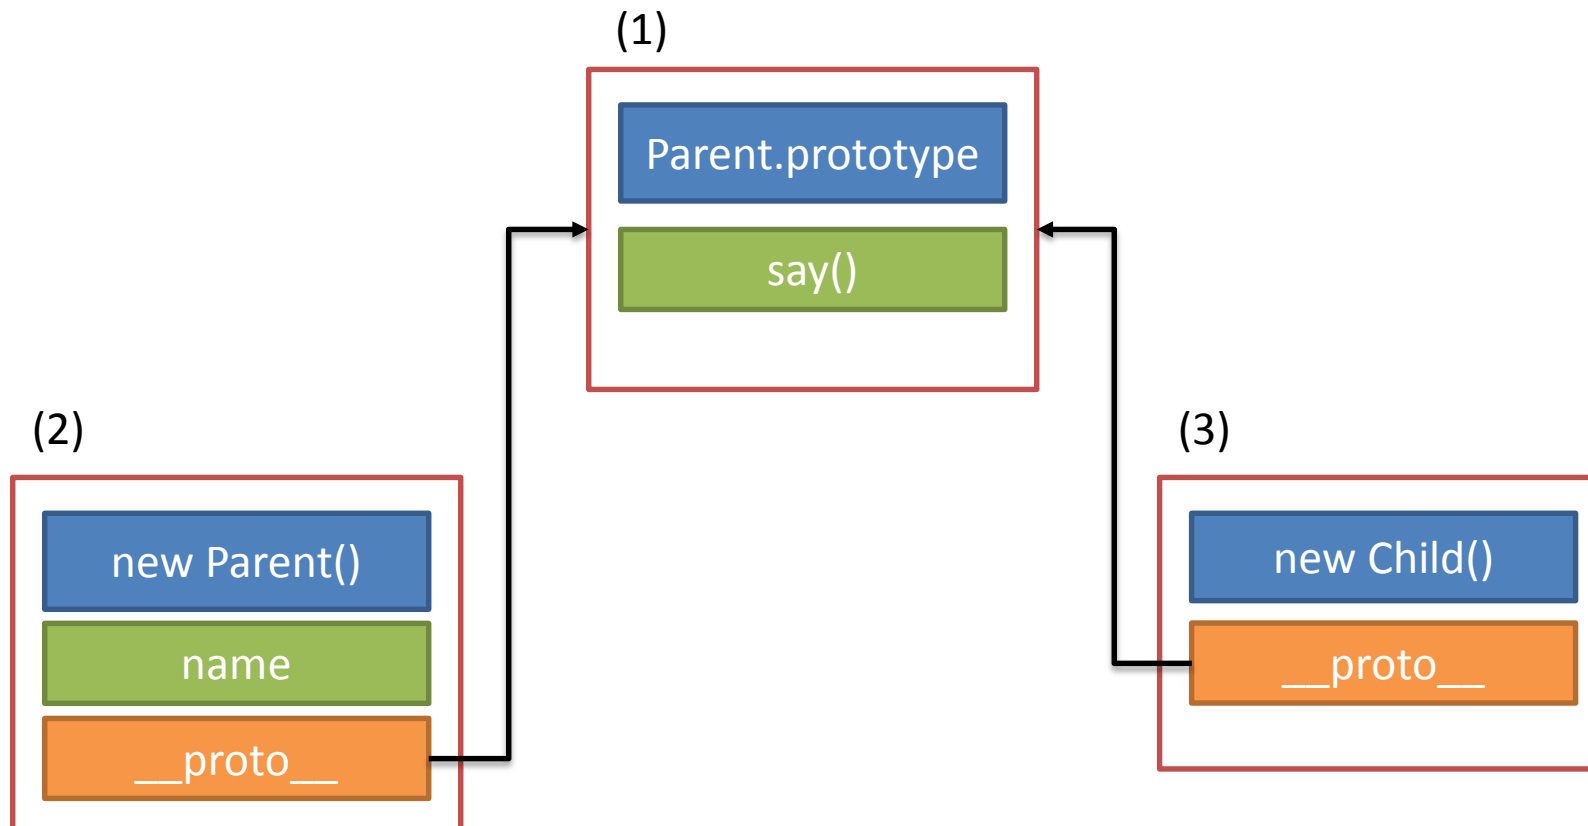 (1)
Parent.prototype
say()
(2)
new Parent()
name
__proto__
(3)
new Child()
__proto__